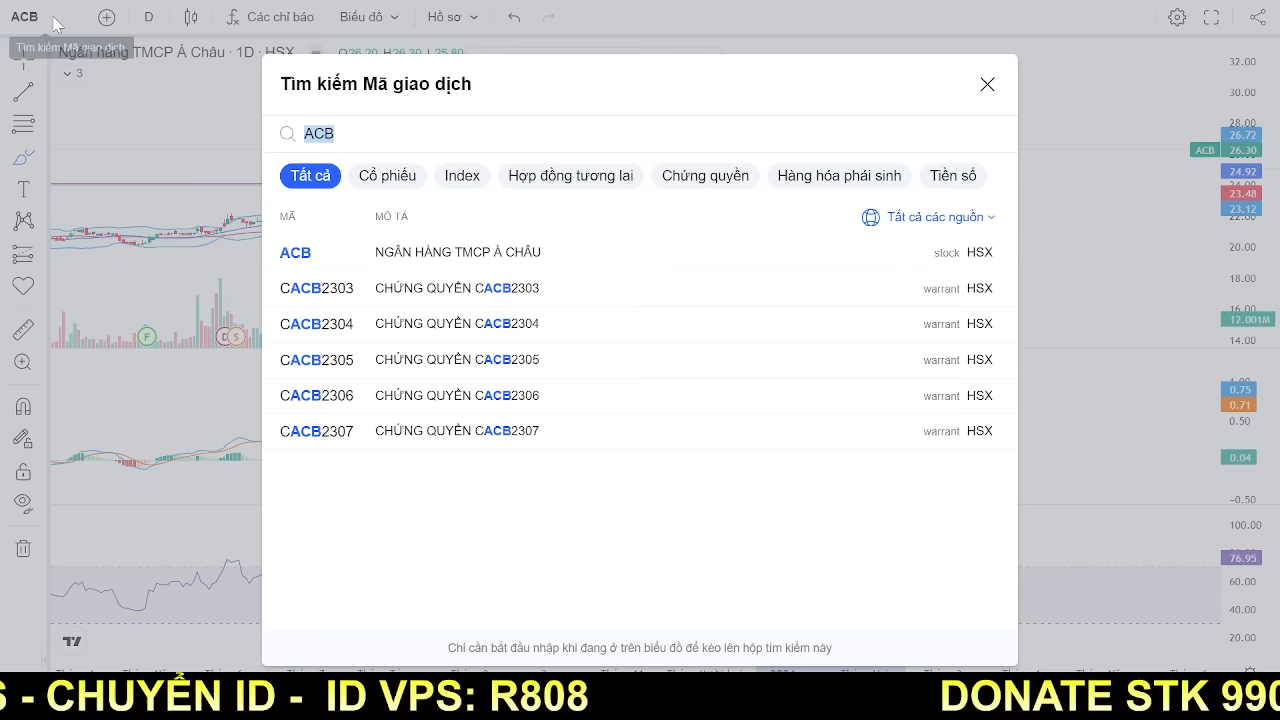 ACB
D
Các chỉ báo
Biểu đồ
Hồ sơ
Tìm kiếm Mã giao dịch
Ngân hàng TMCP Á Châu · 1D · HSX
O26.20 H26.30 L25.80
3
Tìm kiếm Mã giao dịch
ACB
Tất cả
Cổ phiếu
Index
Hợp đồng tương lai
Chứng quyền
Hàng hóa phái sinh
Tiền số
MÃ
MÔ TẢ
Tất cả các nguồn
ACB NGÂN HÀNG TMCP Á CHÂU stock HSX
CACB2303 CHỨNG QUYỀN CACB2303 warrant HSX
CACB2304 CHỨNG QUYỀN CACB2304 warrant HSX
CACB2305 CHỨNG QUYỀN CACB2305 warrant HSX
CACB2306 CHỨNG QUYỀN CACB2306 warrant HSX
CACB2307 CHỨNG QUYỀN CACB2307 warrant HSX
Chỉ cần bắt đầu nhập khi đang ở trên biểu đồ để kéo lên hộp tìm kiếm này
32.00
30.00
28.00
26.72
ACB 26.30
24.92
23.48
23.12
22.00
20.00
18.00
16.00
12.001M
14.00
0.75
0.71
0.50
0.04
−0.50
100.00
76.95
60.00
40.00
20.00
F
D
S
S - CHUYỂN ID - ID VPS: R808
DONATE STK 990